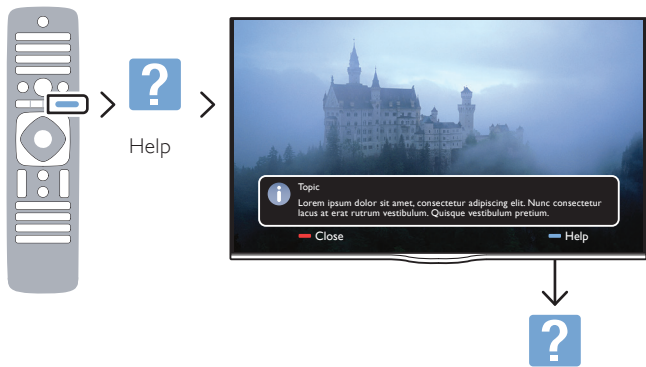 ?
Help
Topic
Lorem ipsum dolor sit amet, consectetur adipiscing elit. Nunc consectetur
lacus at erat rutrum vestibulum. Quisque vestibulum pretium.
Close
Help
?